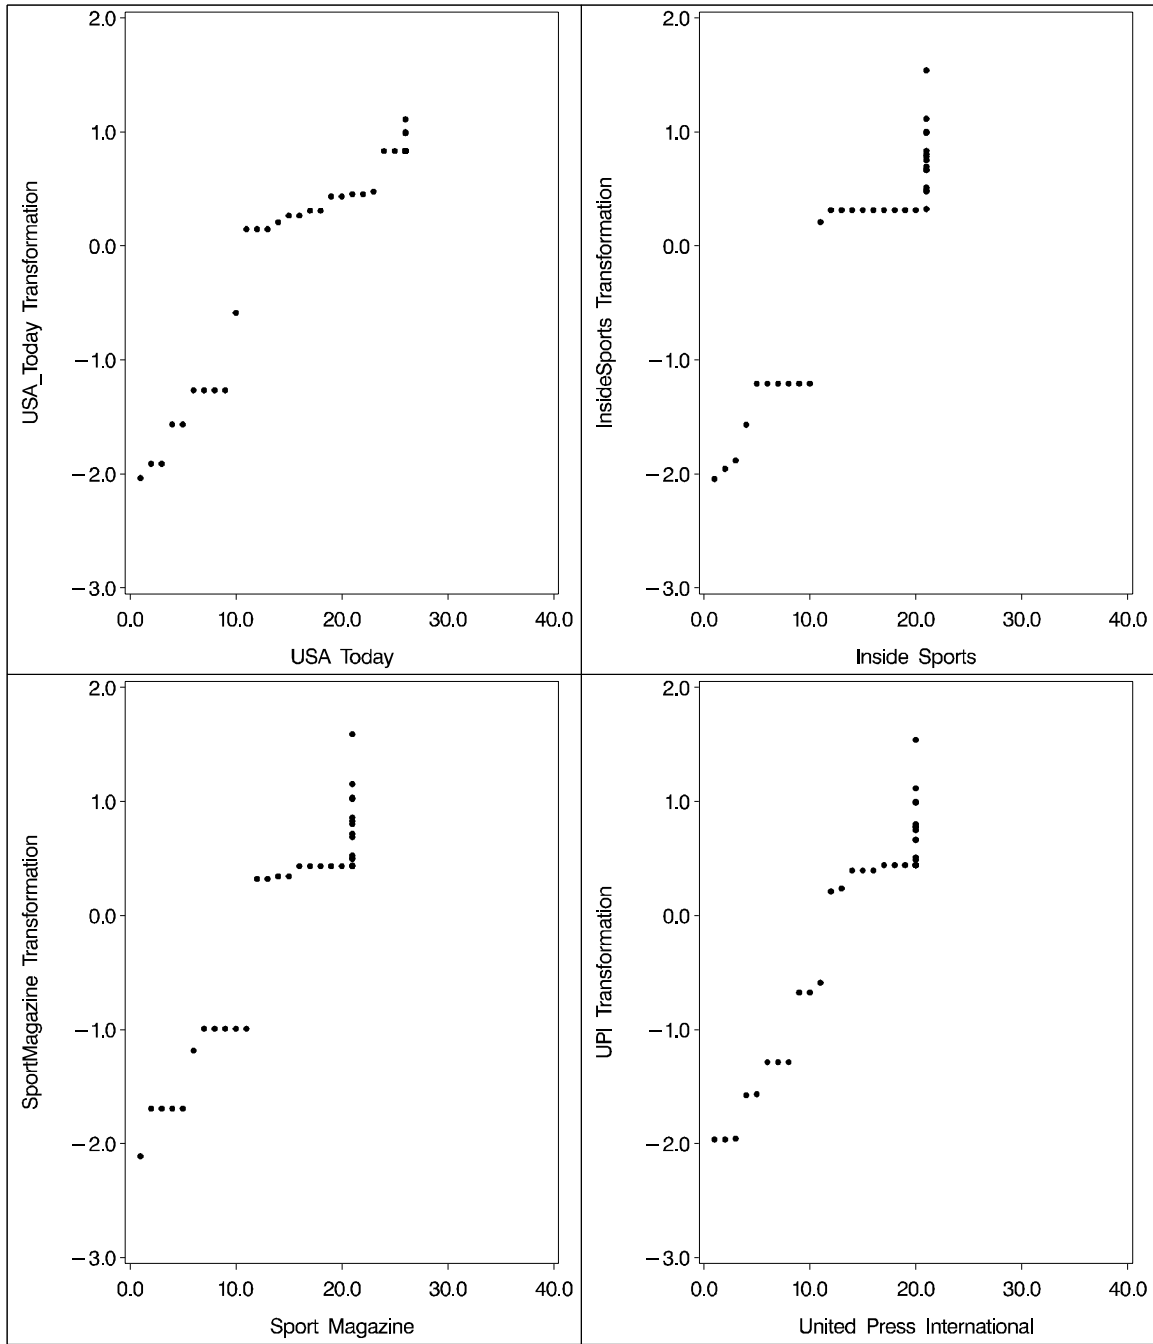 2.0
1.0
0.0
−1.0
−2.0
−3.0
USA_Today Transformation
0.0 10.0 20.0 30.0 40.0
USA Today
2.0
1.0
0.0
−1.0
−2.0
−3.0
InsideSports Transformation
0.0 10.0 20.0 30.0 40.0
Inside Sports
2.0
1.0
0.0
−1.0
−2.0
−3.0
SportMagazine Transformation
0.0 10.0 20.0 30.0 40.0
Sport Magazine
2.0
1.0
0.0
−1.0
−2.0
−3.0
UPI Transformation
0.0 10.0 20.0 30.0 40.0
United Press International